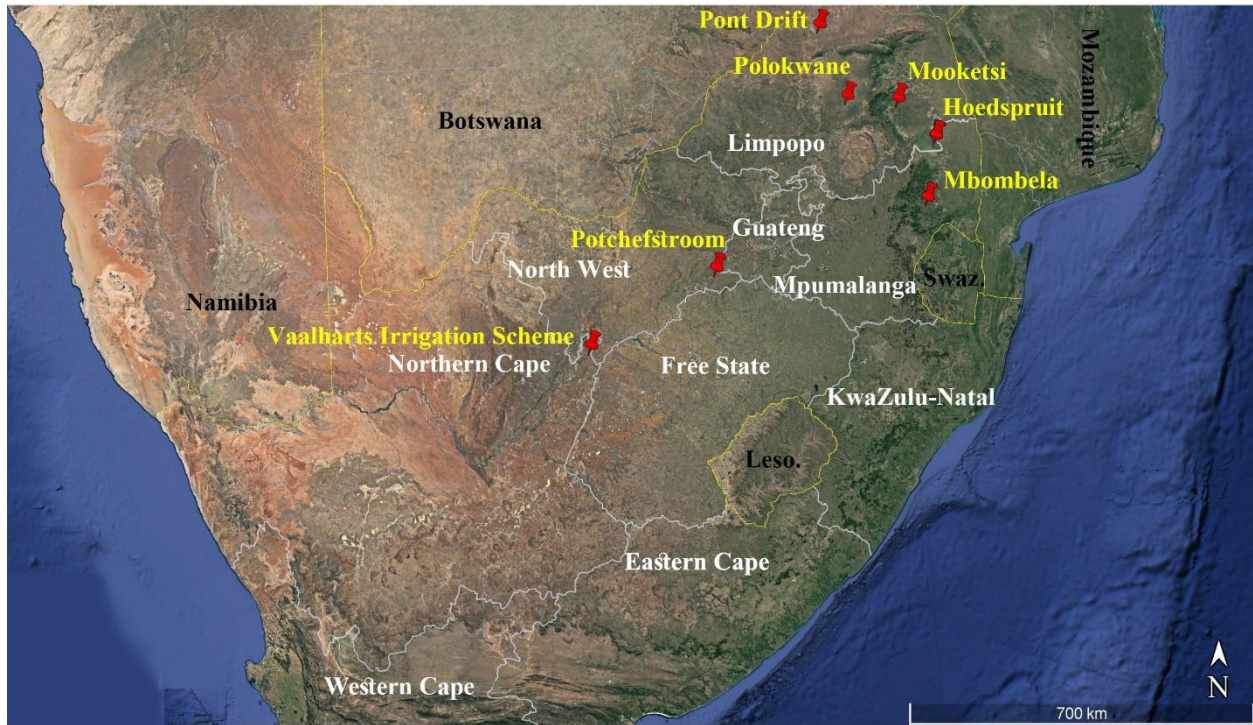 Pont Drift
Polokwane
Mooketsi
Hoedspruit
Botswana
Mozambique
Limpopo
Mbombela
Guateng
Potchefstroom
North West
Mpumalanga
Swaz.
Namibia
Vaalharts Irrigation Scheme
Northern Cape
Free State
KwaZulu-Natal
Leso.
Eastern Cape
Western Cape
N
700 km